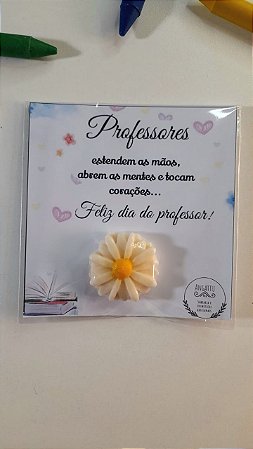 Professores
estendem as mãos,
abrem as mentes e tocam
corações...
Feliz dia do professor!